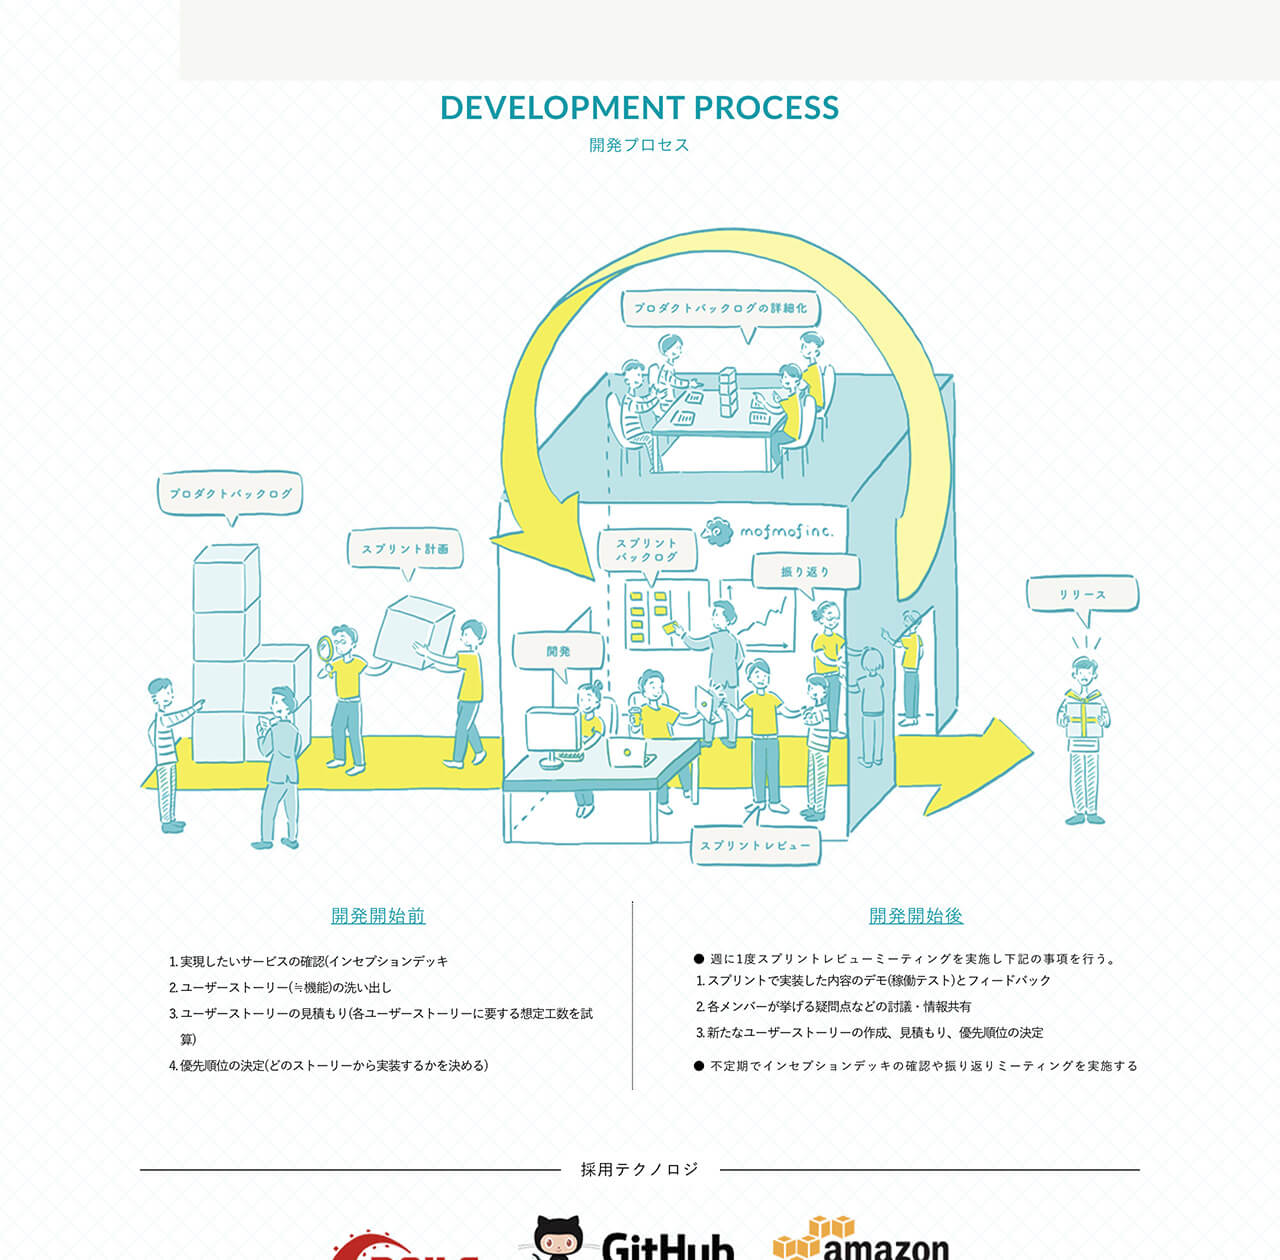 DEVELOPMENT PROCESS
開発プロセス
プロダクトバックログの詳細化
プロダクトバックログ
スプリント計画
スプリント
バックログ
mofmof inc.
振り返り
リリース
開発
スプリントレビュー
開発開始前
1. 実現したいサービスの確認(インセプションデッキ
2. ユーザーストーリー(≒機能)の洗い出し
3. ユーザーストーリーの見積もり(各ユーザーストーリーに要する想定工数を試
算)
4. 優先順位の決定(どのストーリーから実装するかを決める)
開発開始後
● 週に1度スプリントレビューミーティングを実施し下記の事項を行う。
1. スプリントで実装した内容のデモ(稼働テスト)とフィードバック
2. 各メンバーが挙げる疑問点などの討議・情報共有
3. 新たなユーザーストーリーの作成、見積もり、優先順位の決定
● 不定期でインセプションデッキの確認や振り返りミーティングを実施する
採用テクノロジ
GitHub
amazon